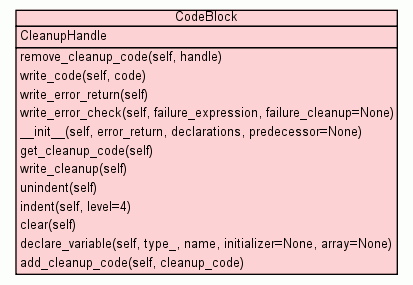 CodeBlock
CleanupHandle
remove_cleanup_code(self, handle)
write_code(self, code)
write_error_return(self)
write_error_check(self, failure_expression, failure_cleanup=None)
__init__(self, error_return, declarations, predecessor=None)
get_cleanup_code(self)
write_cleanup(self)
unindent(self)
indent(self, level=4)
clear(self)
declare_variable(self, type_, name, initializer=None, array=None)
add_cleanup_code(self, cleanup_code)